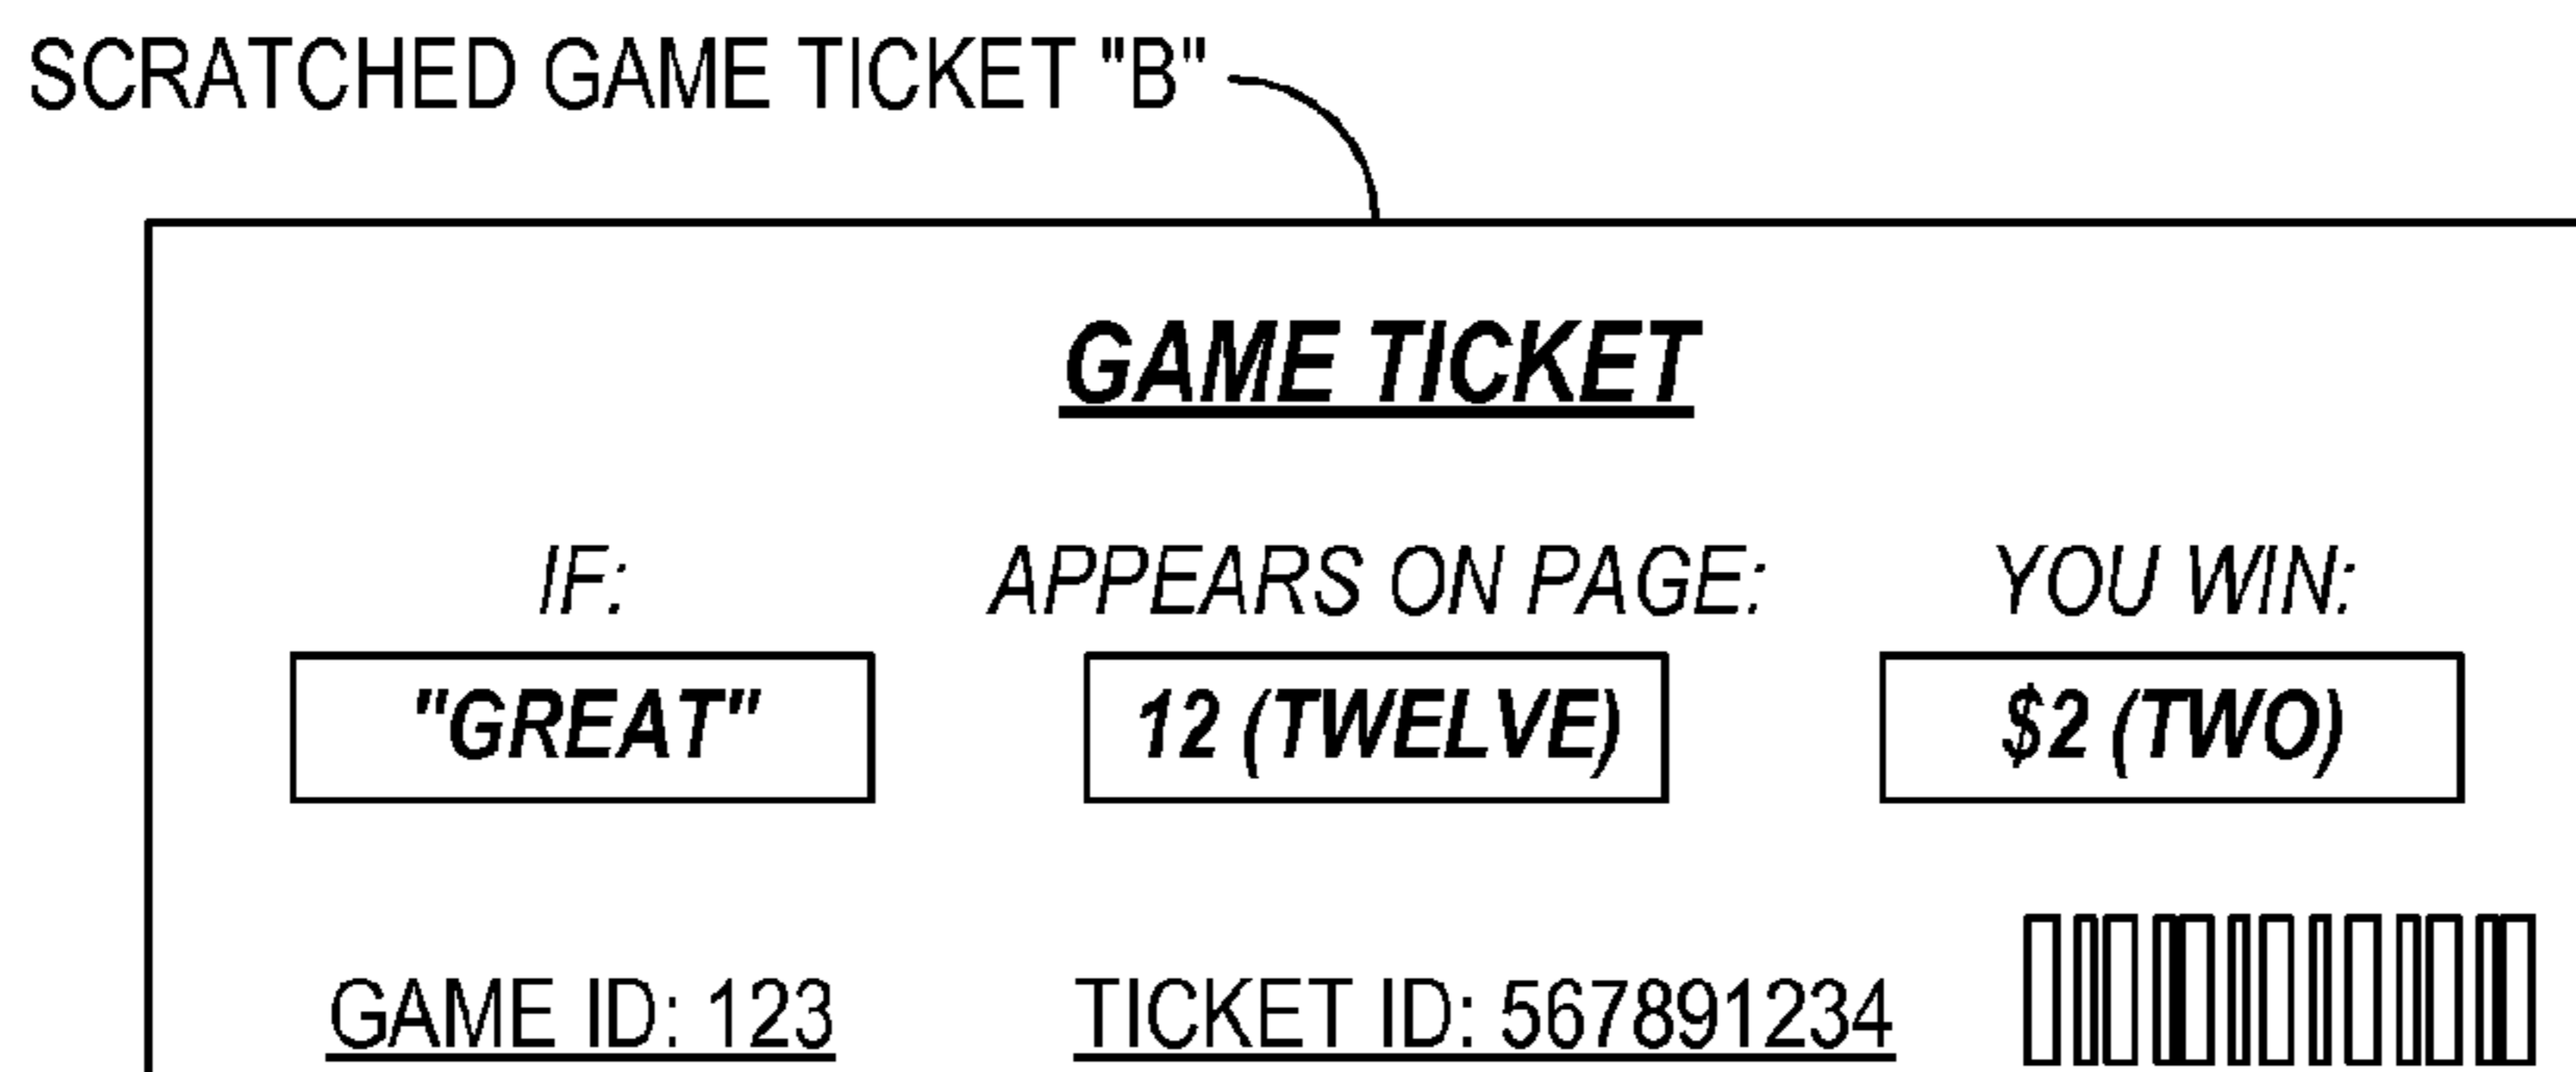 SCRATCHED GAME TICKET "B"
GAME TICKET
IF: APPEARS ON PAGE: YOU WIN:
"GREAT" 12 (TWELVE) $2 (TWO)
GAME ID: 123 TICKET ID: 567891234